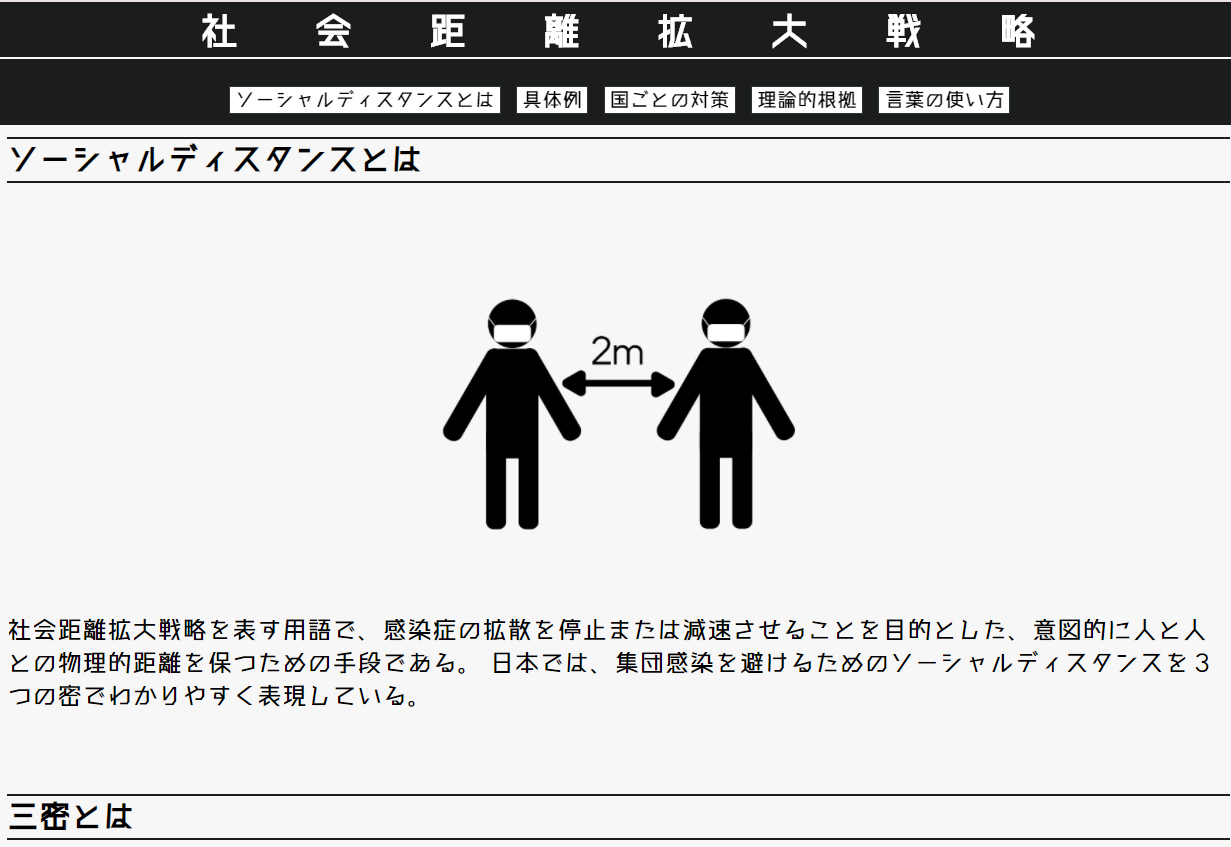 社会距離拡大戦略
ソーシャルディスタンスとは 具体例 国ごとの対策 理論的根拠 言葉の使い方
ソーシャルディスタンスとは
2m
社会距離拡大戦略を表す用語で、感染症の拡散を停止または減速させることを目的とした、意図的に人と人
との物理的距離を保つための手段である。 日本では、集団感染を避けるためのソーシャルディスタンスを３
つの密でわかりやすく表現している。
三密とは